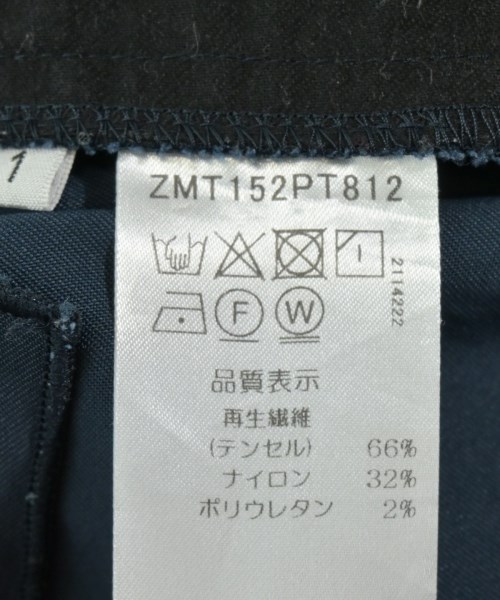 1
ZMT152PT812
2114222
F W
品質表示
再生繊維
(テンセル) 66%
ナイロン 32%
ポリウレタン 2%